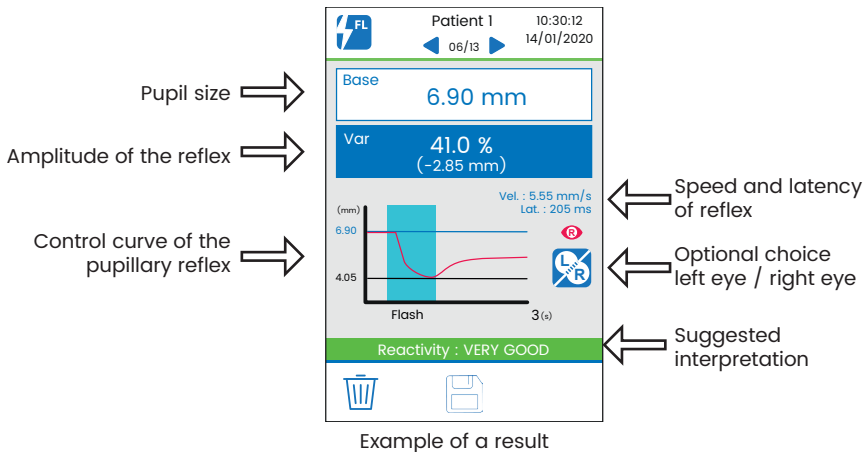 FL
Patient 1
06/13
10:30:12
14/01/2020
Pupil size
Base
6.90 mm
Amplitude of the reflex
Var
41.0 %
(-2.85 mm)
Vel. : 5.55 mm/s
Lat. : 205 ms
Speed and latency
of reflex
Control curve of the
pupillary reflex
(mm)
6.90
4.05
Flash
3(s)
R
L
R
Optional choice
left eye / right eye
Reactivity : VERY GOOD
Suggested
interpretation
Example of a result